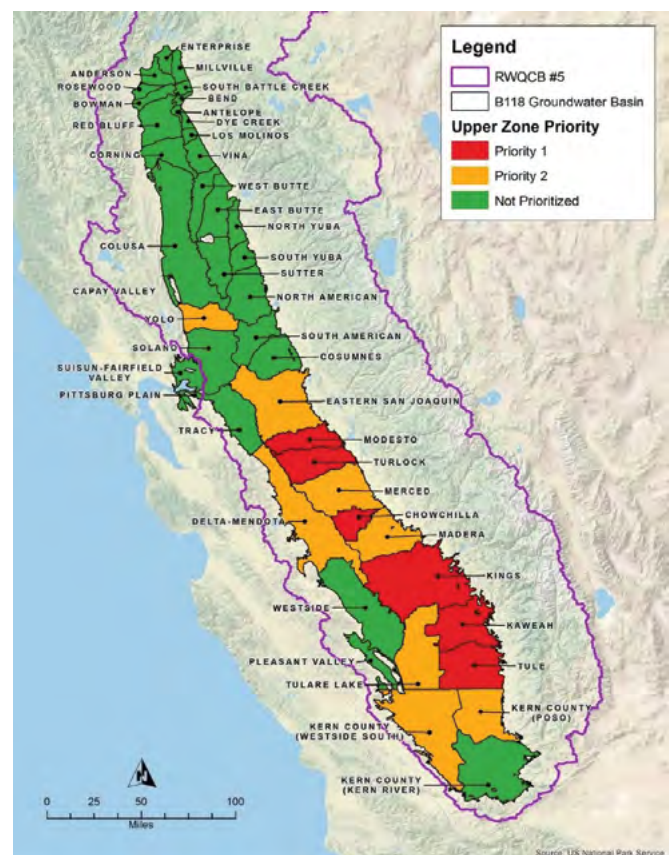 Legend
RWQCB #5
B118 Groundwater Basin
Upper Zone Priority
Priority 1
Priority 2
Not Prioritized
ENTERPRISE
ANDERSON
MILLVILLE
ROSEWOOD
SOUTH BATTLE CREEK
BEND
BOWMAN
ANTELOPE
DYE CREEK
RED BLUFF
LOS MOLINOS
CORNING
VINA
WEST BUTTE
EAST BUTTE
NORTH YUBA
COLUSA
SOUTH YUBA
SUTTER
CAPAY VALLEY
NORTH AMERICAN
YOLO
SOUTH AMERICAN
SOLANO
COSUMNES
SUISUN-FAIRFIELD
VALLEY
PITTSBURG PLAIN
EASTERN SAN JOAQUIN
TRACY
MODESTO
TURLOCK
MERCED
CHOWCHILLA
DELTA-MENDOTA
MADERA
KINGS
WESTSIDE
KAWEAH
PLEASANT VALLEY
TULE
TULARE LAKE
KERN COUNTY
(POSO)
KERN COUNTY
(WESTSIDE SOUTH)
KERN COUNTY
(KERN RIVER)
N
0 25 50 100
Miles
Source: US National Park Service